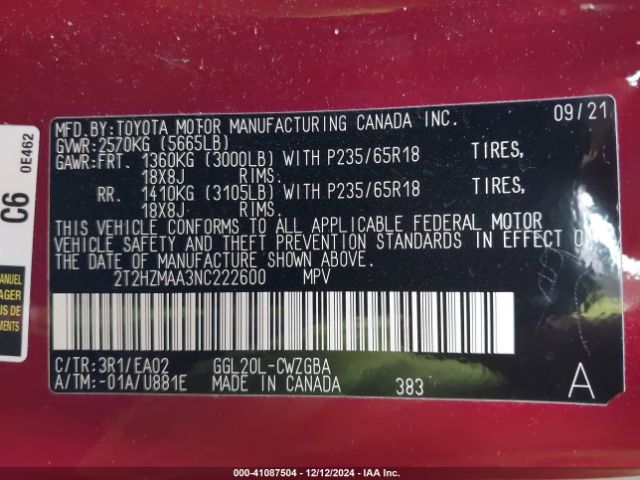 MFD.BY:TOYOTA MOTOR MANUFACTURING CANADA INC. 09/21
GVWR:2570KG (5665LB)
GAWR:FRT. 1360KG (3000LB) WITH P235/65R18 TIRES,
18X8J RIMS.
RR. 1410KG (3105LB) WITH P235/65R18 TIRES,
18X8J RIMS.
THIS VEHICLE CONFORMS TO ALL APPLICABLE FEDERAL MOTOR
VEHICLE SAFETY AND THEFT PREVENTION STANDARDS IN EFFECT ON
THE DATE OF MANUFACTURE SHOWN ABOVE.
2T2HZMAA3NC222600 MPV
C/TR:3R1/EA02 GGL20L-CWZGBA
A/TM:-01A/U881E MADE IN CANADA 383 A
0E462
C6
MANUEL
000-41087504 - 12/12/2024 - IAA Inc.